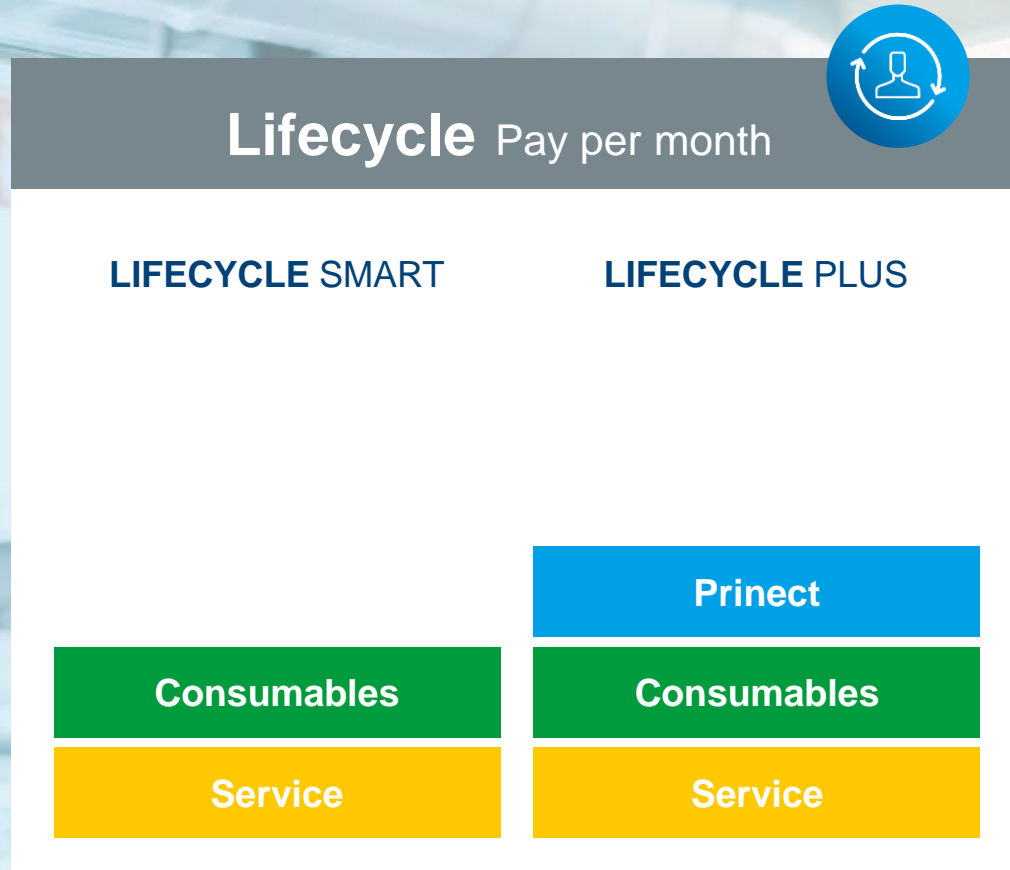 Lifecycle Pay per month
LIFECYCLE SMART
LIFECYCLE PLUS
Prinect
Consumables
Consumables
Service
Service